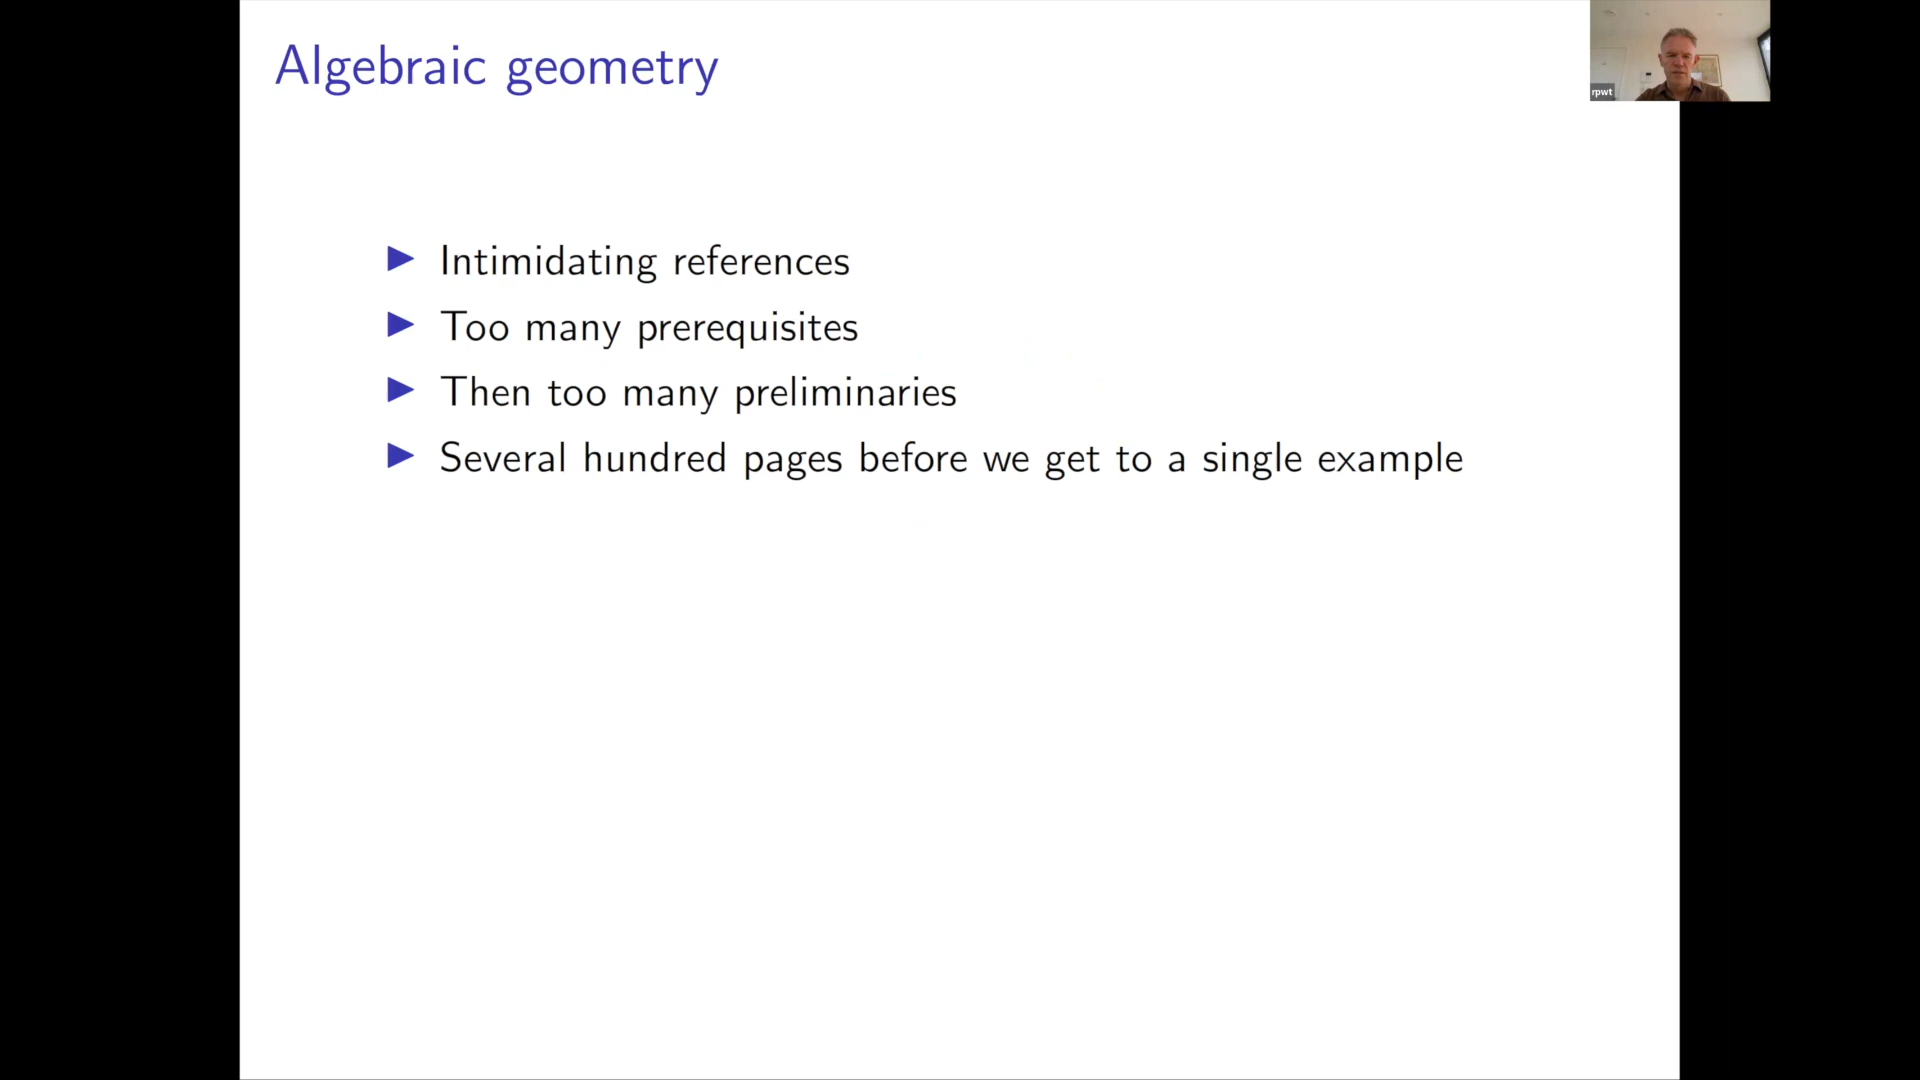 Algebraic geometry
rpwt
▶ Intimidating references
▶ Too many prerequisites
▶ Then too many preliminaries
▶ Several hundred pages before we get to a single example